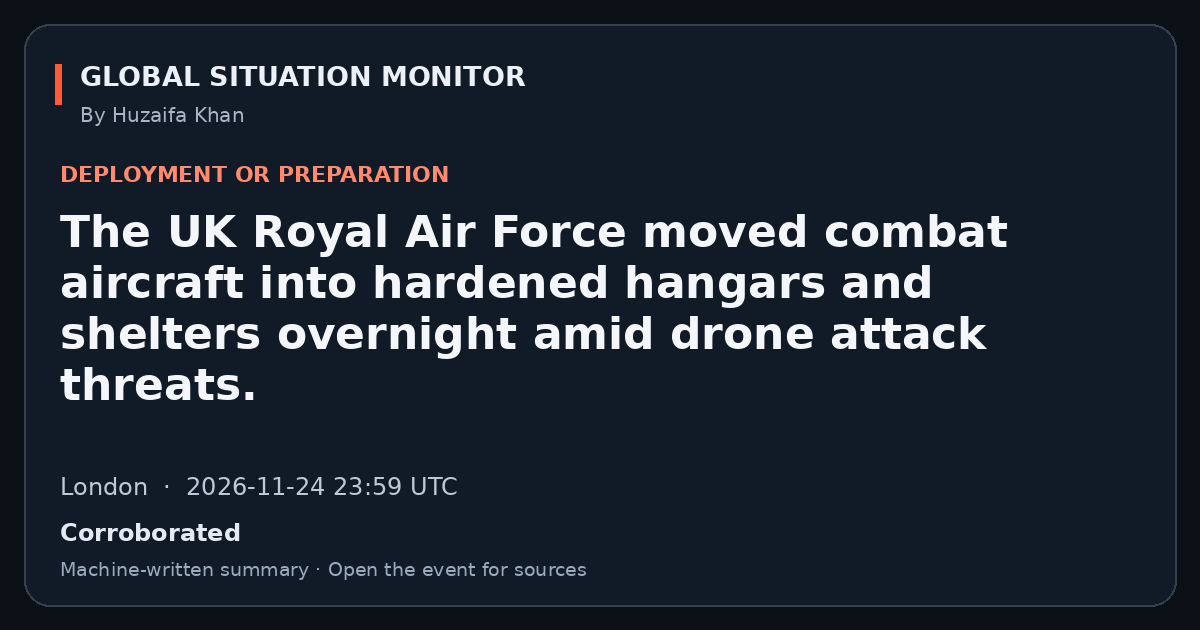 GLOBAL SITUATION MONITOR
By Huzaifa Khan
DEPLOYMENT OR PREPARATION
The UK Royal Air Force moved combat
aircraft into hardened hangars and
shelters overnight amid drone attack
threats.
London · 2026-11-24 23:59 UTC
Corroborated
Machine-written summary · Open the event for sources